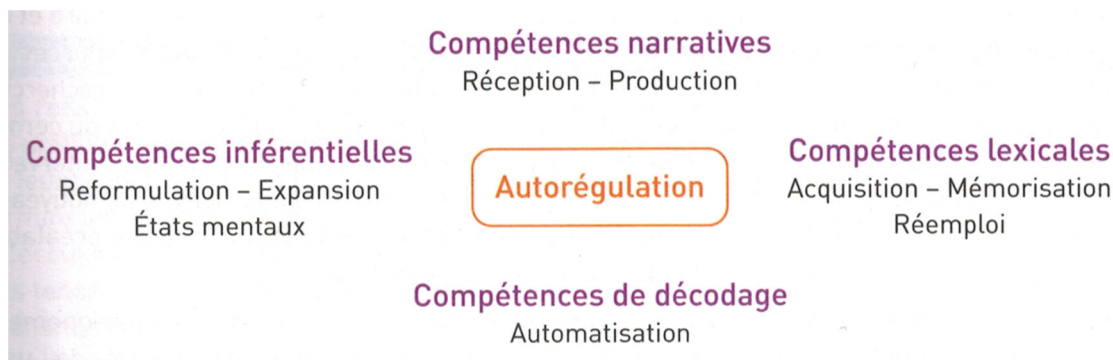 Compétences narratives
Réception – Production
Compétences inférentielles
Reformulation – Expansion
États mentaux
Autorégulation
Compétences lexicales
Acquisition – Mémorisation
Réemploi
Compétences de décodage
Automatisation